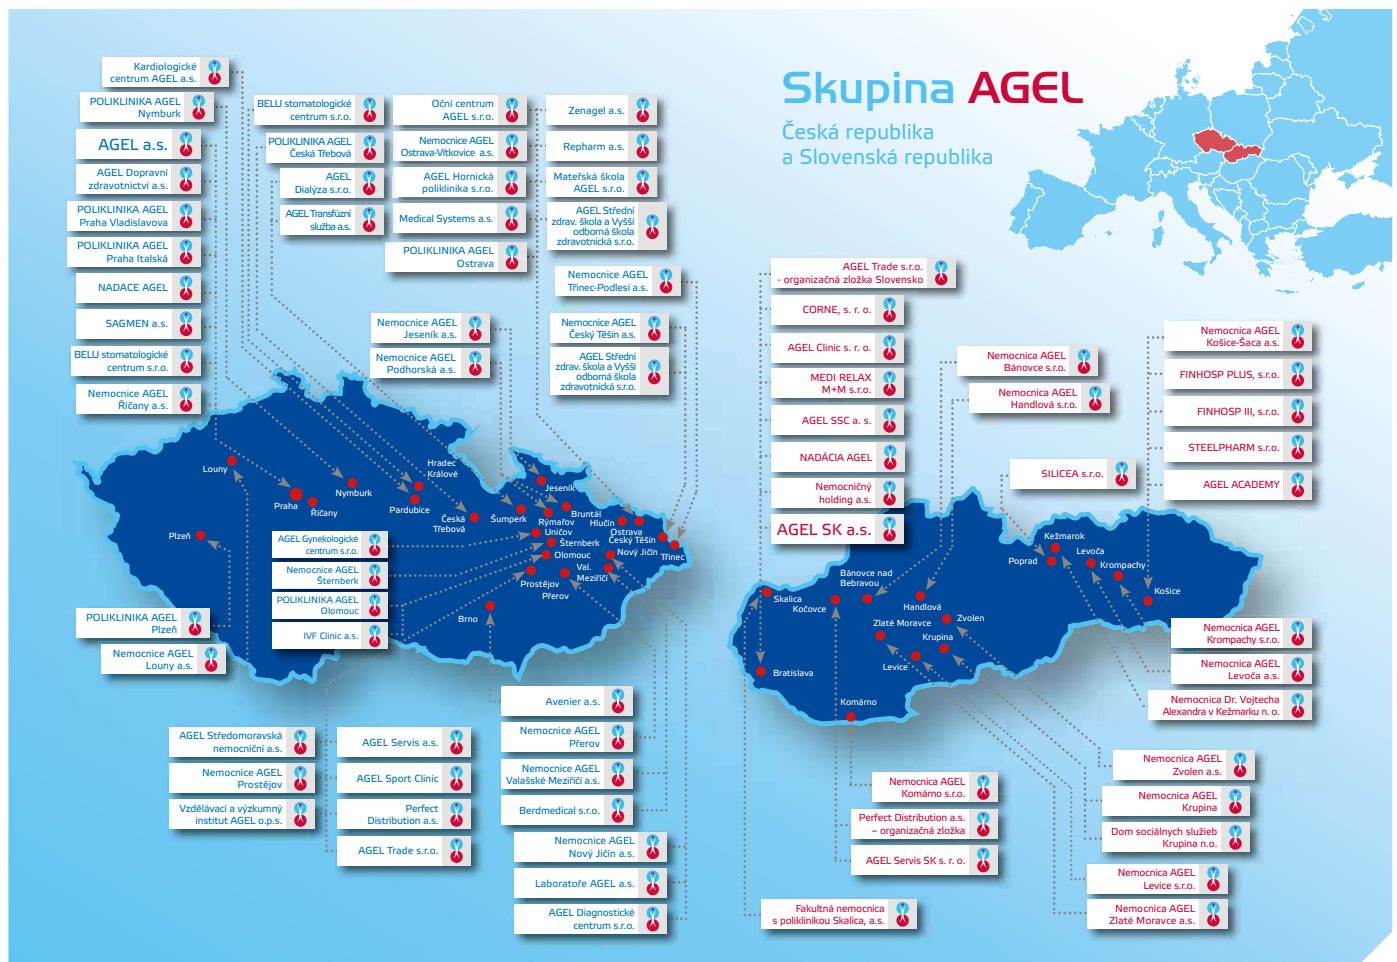 Skupina AGEL
Česká republika
a Slovenská republika
Kardiologické
centrum AGEL a.s.
POLIKLINIKA AGEL
Nymburk
AGEL a.s.
AGEL Dopravní
zdravotnictví a.s.
POLIKLINIKA AGEL
Praha Vladislavova
POLIKLINIKA AGEL
Praha Italská
NADACE AGEL
SAGMEN a.s.
BELU stomatologické
centrum s.r.o.
Nemocnice AGEL
Říčany a.s.
BELU stomatologické
centrum s.r.o.
POLIKLINIKA AGEL
Česká Třebová
AGEL
Dialýza s.r.o.
AGEL Transfúzní
služba a.s.
Oční centrum
AGEL s.r.o.
Nemocnice AGEL
Ostrava-Vítkovice a.s.
AGEL Hornická
poliklinika s.r.o.
Medical Systems a.s.
POLIKLINIKA AGEL
Ostrava
Zenagel a.s.
Repharm a.s.
Mateřská škola
AGEL s.r.o.
AGEL Střední
zdrav. škola a Vyšší
odborná škola
zdravotnická s.r.o.
Nemocnice AGEL
Třinec-Podlesí a.s.
Nemocnice AGEL
Jeseník a.s.
Nemocnice AGEL
Podhorská a.s.
Nemocnice AGEL
Český Těšín a.s.
AGEL Střední
zdrav. škola a Vyšší
odborná škola
zdravotnická s.r.o.
Louny
Praha
Říčany
Nymburk
Hradec
Králové
Pardubice
Česká
Třebová
Šumperk
Jeseník
Rýmařov
Bruntál
Uničov
Hlučín
Ostrava
Český Těšín
Šternberk
Olomouc
Nový Jičín
Třinec
Val.
Meziříčí
Prostějov
Přerov
Brno
Plzeň
AGEL Gynekologické
centrum s.r.o.
Nemocnice AGEL
Šternberk
POLIKLINIKA AGEL
Olomouc
IVF Clinic a.s.
POLIKLINIKA AGEL
Plzeň
Nemocnice AGEL
Louny a.s.
AGEL Středomoravská
nemocniční a.s.
Nemocnice AGEL
Prostějov
Vzdělávací a výzkumný
institut AGEL o.p.s.
AGEL Servis a.s.
AGEL Sport Clinic
Perfect
Distribution a.s.
AGEL Trade s.r.o.
Avenier a.s.
Nemocnice AGEL
Přerov
Nemocnice AGEL
Valašské Meziříčí a.s.
Berdmedical s.r.o.
Nemocnice AGEL
Nový Jičín a.s.
Laboratoře AGEL a.s.
AGEL Diagnostické
centrum s.r.o.
AGEL Trade s.r.o.
- organizačná zložka Slovensko
CORNE, s. r. o.
AGEL Clinic s. r. o.
MEDI RELAX
M+M s.r.o.
AGEL SSC a. s.
NADÁCIA AGEL
Nemocničný
holding a.s.
AGEL SK a.s.
Nemocnica AGEL
Bánovce s.r.o.
Nemocnica AGEL
Handlová s.r.o.
SILICEA s.r.o.
Nemocnica AGEL
Košice-Šaca a.s.
FINHOSP PLUS, s.r.o.
FINHOSP III, s.r.o.
STEELPHARM s.r.o.
AGEL ACADEMY
Skalica
Bratislava
Kočovce
Bánovce nad
Bebravou
Handlová
Zlaté Moravce
Zvolen
Krupina
Levice
Komárno
Kežmarok
Poprad
Levoča
Krompachy
Košice
Nemocnica AGEL
Krompachy s.r.o.
Nemocnica AGEL
Levoča a.s.
Nemocnica Dr. Vojtecha
Alexandra v Kežmarku n. o.
Nemocnica AGEL
Zvolen a.s.
Nemocnica AGEL
Krupina
Dom sociálnych služieb
Krupina n.o.
Nemocnica AGEL
Levice s.r.o.
Nemocnica AGEL
Zlaté Moravce a.s.
Nemocnica AGEL
Komárno s.r.o.
Perfect Distribution a.s.
– organizačná zložka
AGEL Servis SK s. r. o.
Fakultná nemocnica
s poliklinikou Skalica, a.s.